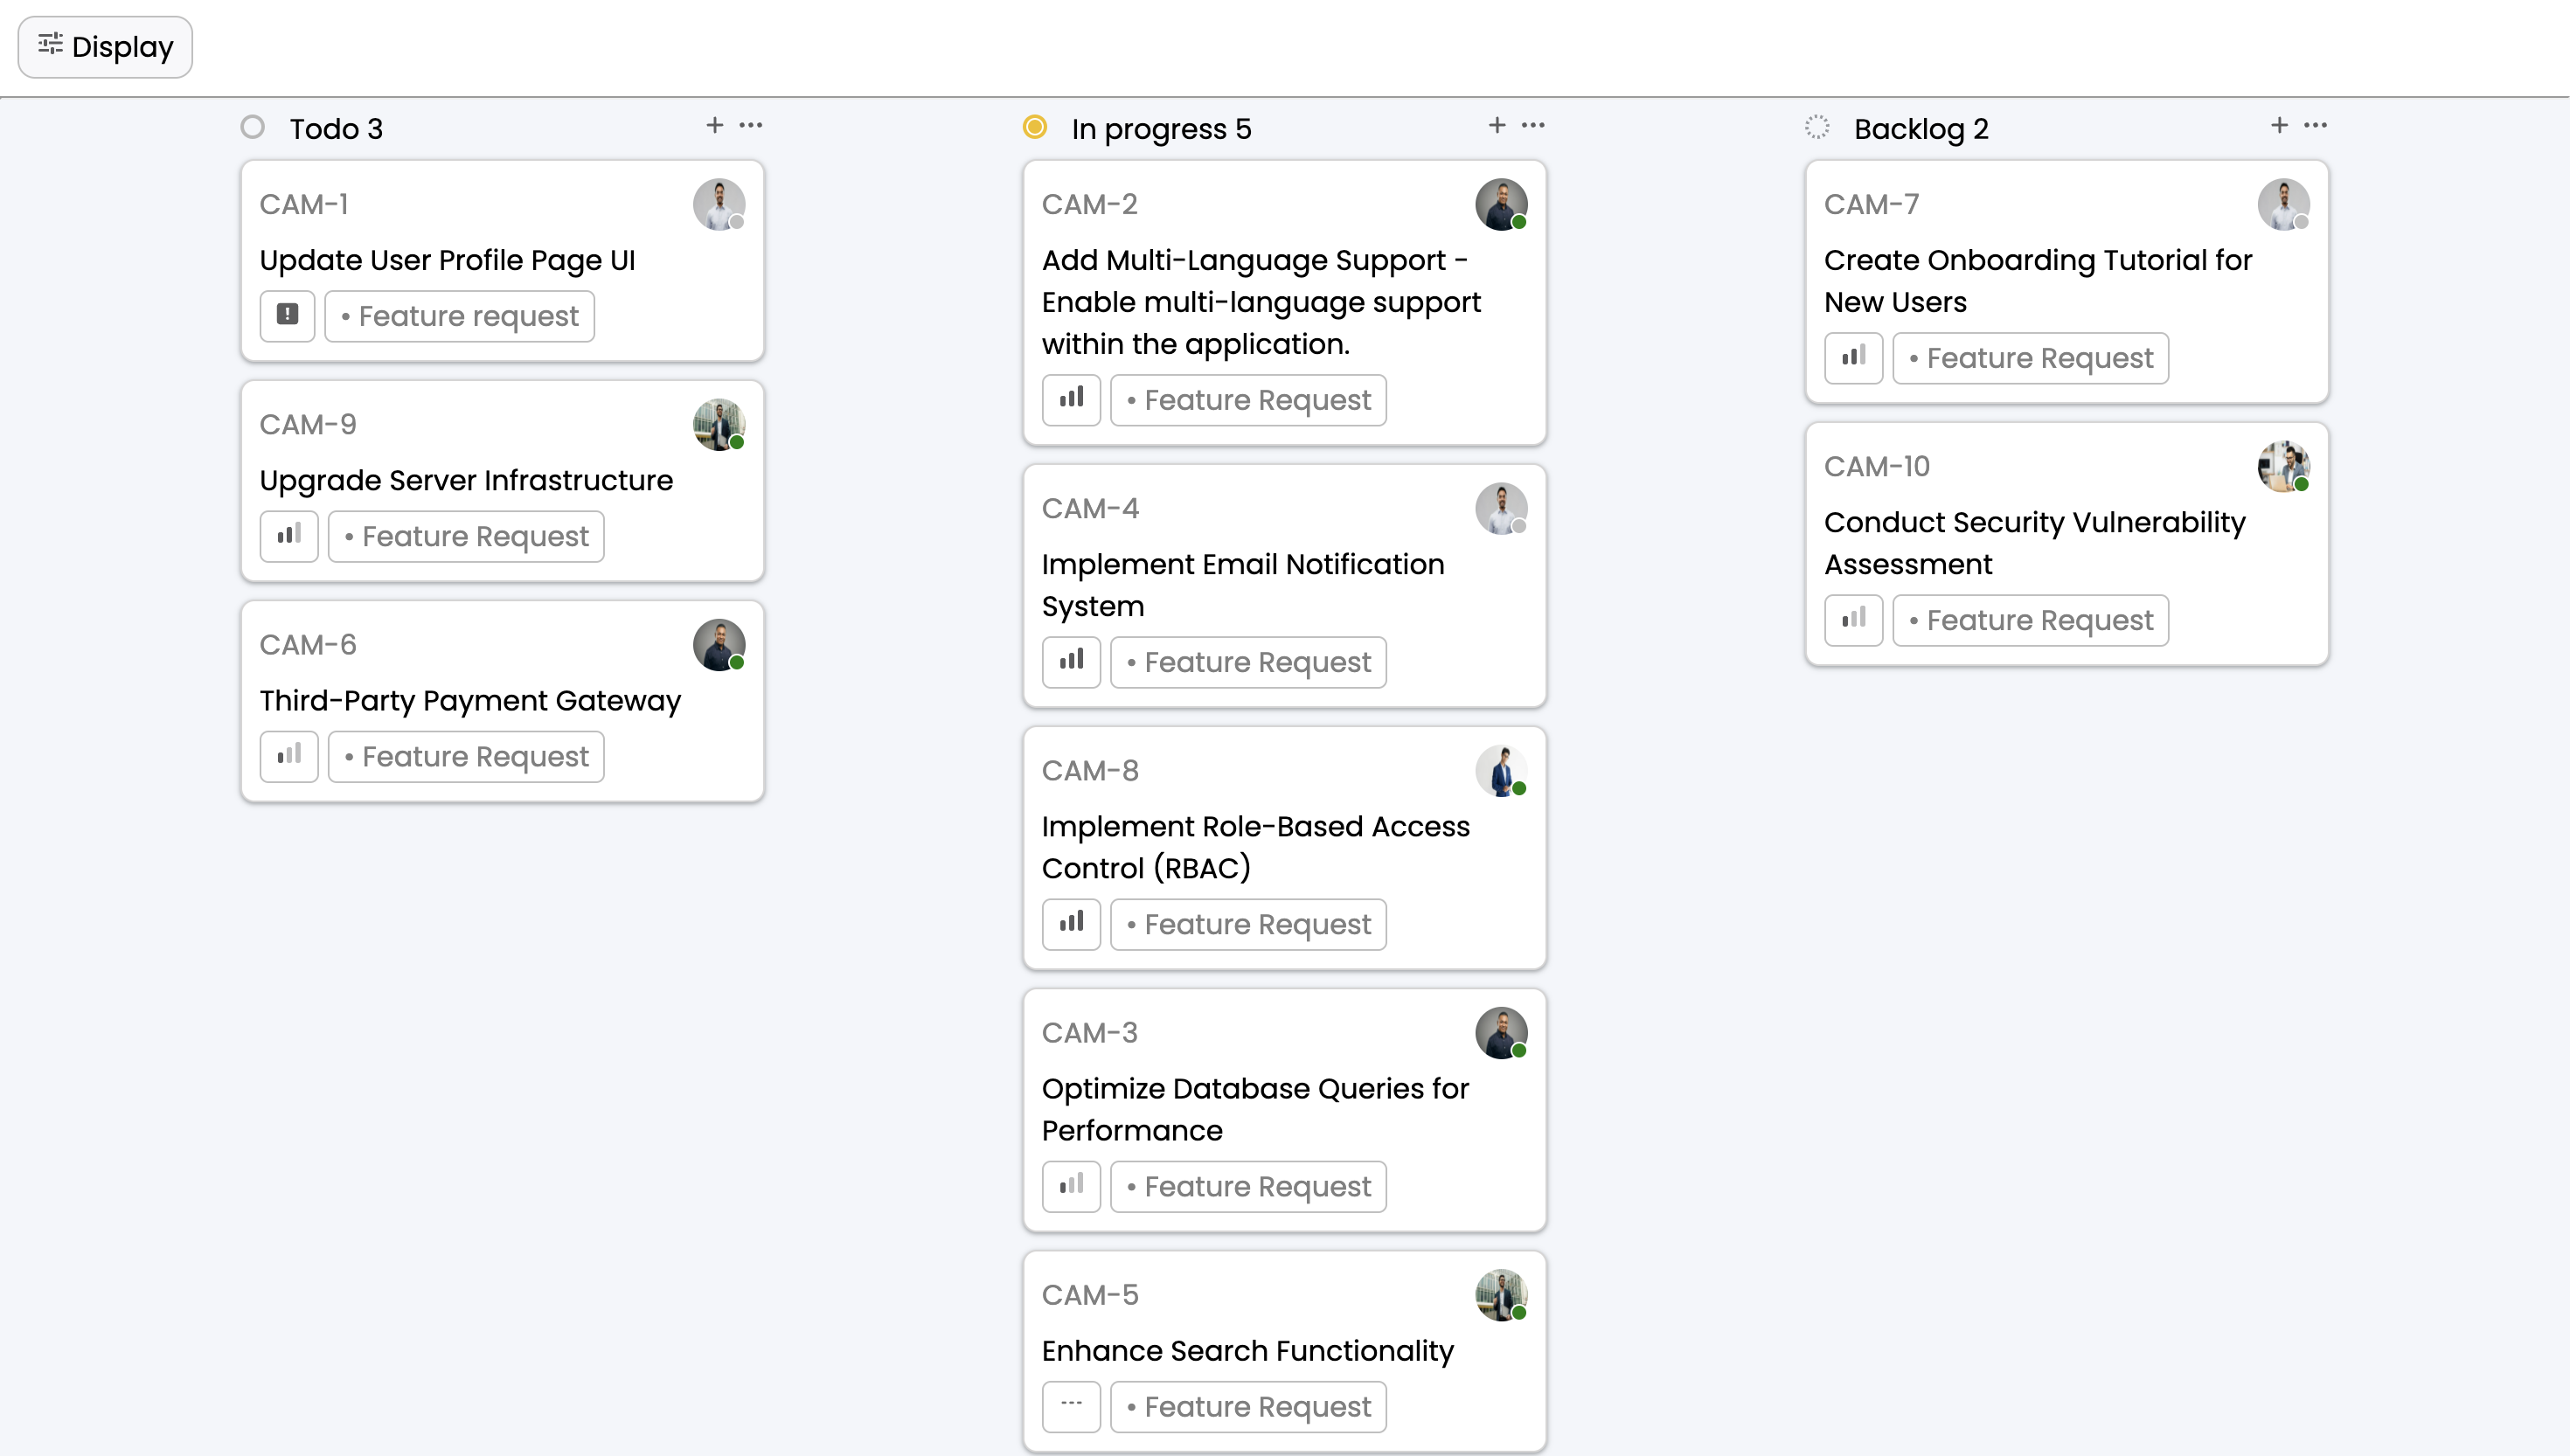 Display
Todo 3
CAM-1
Update User Profile Page UI
• Feature request
CAM-9
Upgrade Server Infrastructure
• Feature Request
CAM-6
Third-Party Payment Gateway
• Feature Request
In progress 5
CAM-2
Add Multi-Language Support -
Enable multi-language support
within the application.
• Feature Request
CAM-4
Implement Email Notification
System
• Feature Request
CAM-8
Implement Role-Based Access
Control (RBAC)
• Feature Request
CAM-3
Optimize Database Queries for
Performance
• Feature Request
CAM-5
Enhance Search Functionality
• Feature Request
Backlog 2
CAM-7
Create Onboarding Tutorial for
New Users
• Feature Request
CAM-10
Conduct Security Vulnerability
Assessment
• Feature Request